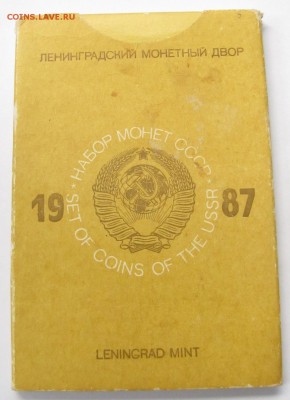 COINS.LAVE.RU
ЛЕНИНГРАДСКИЙ МОНЕТНЫЙ ДВОР
• НАБОР МОНЕТ СССР •
19 87
SET OF COINS OF THE USSR
LENINGRAD MINT